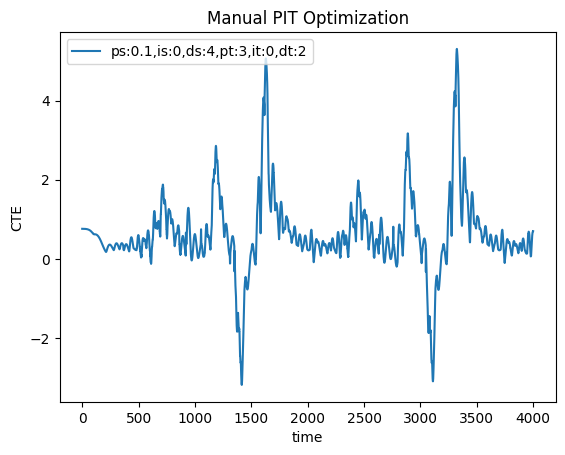 Manual PIT Optimization
ps:0.1,is:0,ds:4,pt:3,it:0,dt:2
CTE
4
2
0
−2
0 500 1000 1500 2000 2500 3000 3500 4000
time